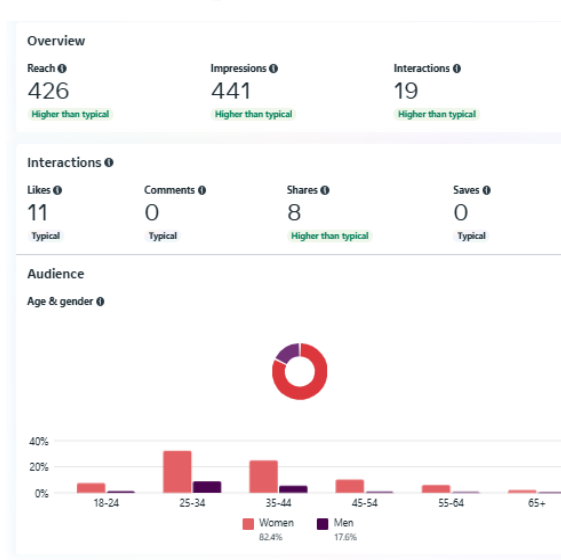 Overview
Reach Impressions Interactions
426 441 19
Higher than typical Higher than typical Higher than typical
Interactions
Likes Comments Shares Saves
11 0 8 0
Typical Typical Higher than typical Typical
Audience
Age & gender
40%
20%
0%
18-24 25-34 35-44 45-54 55-64 65+
Women Men
82.4% 17.6%